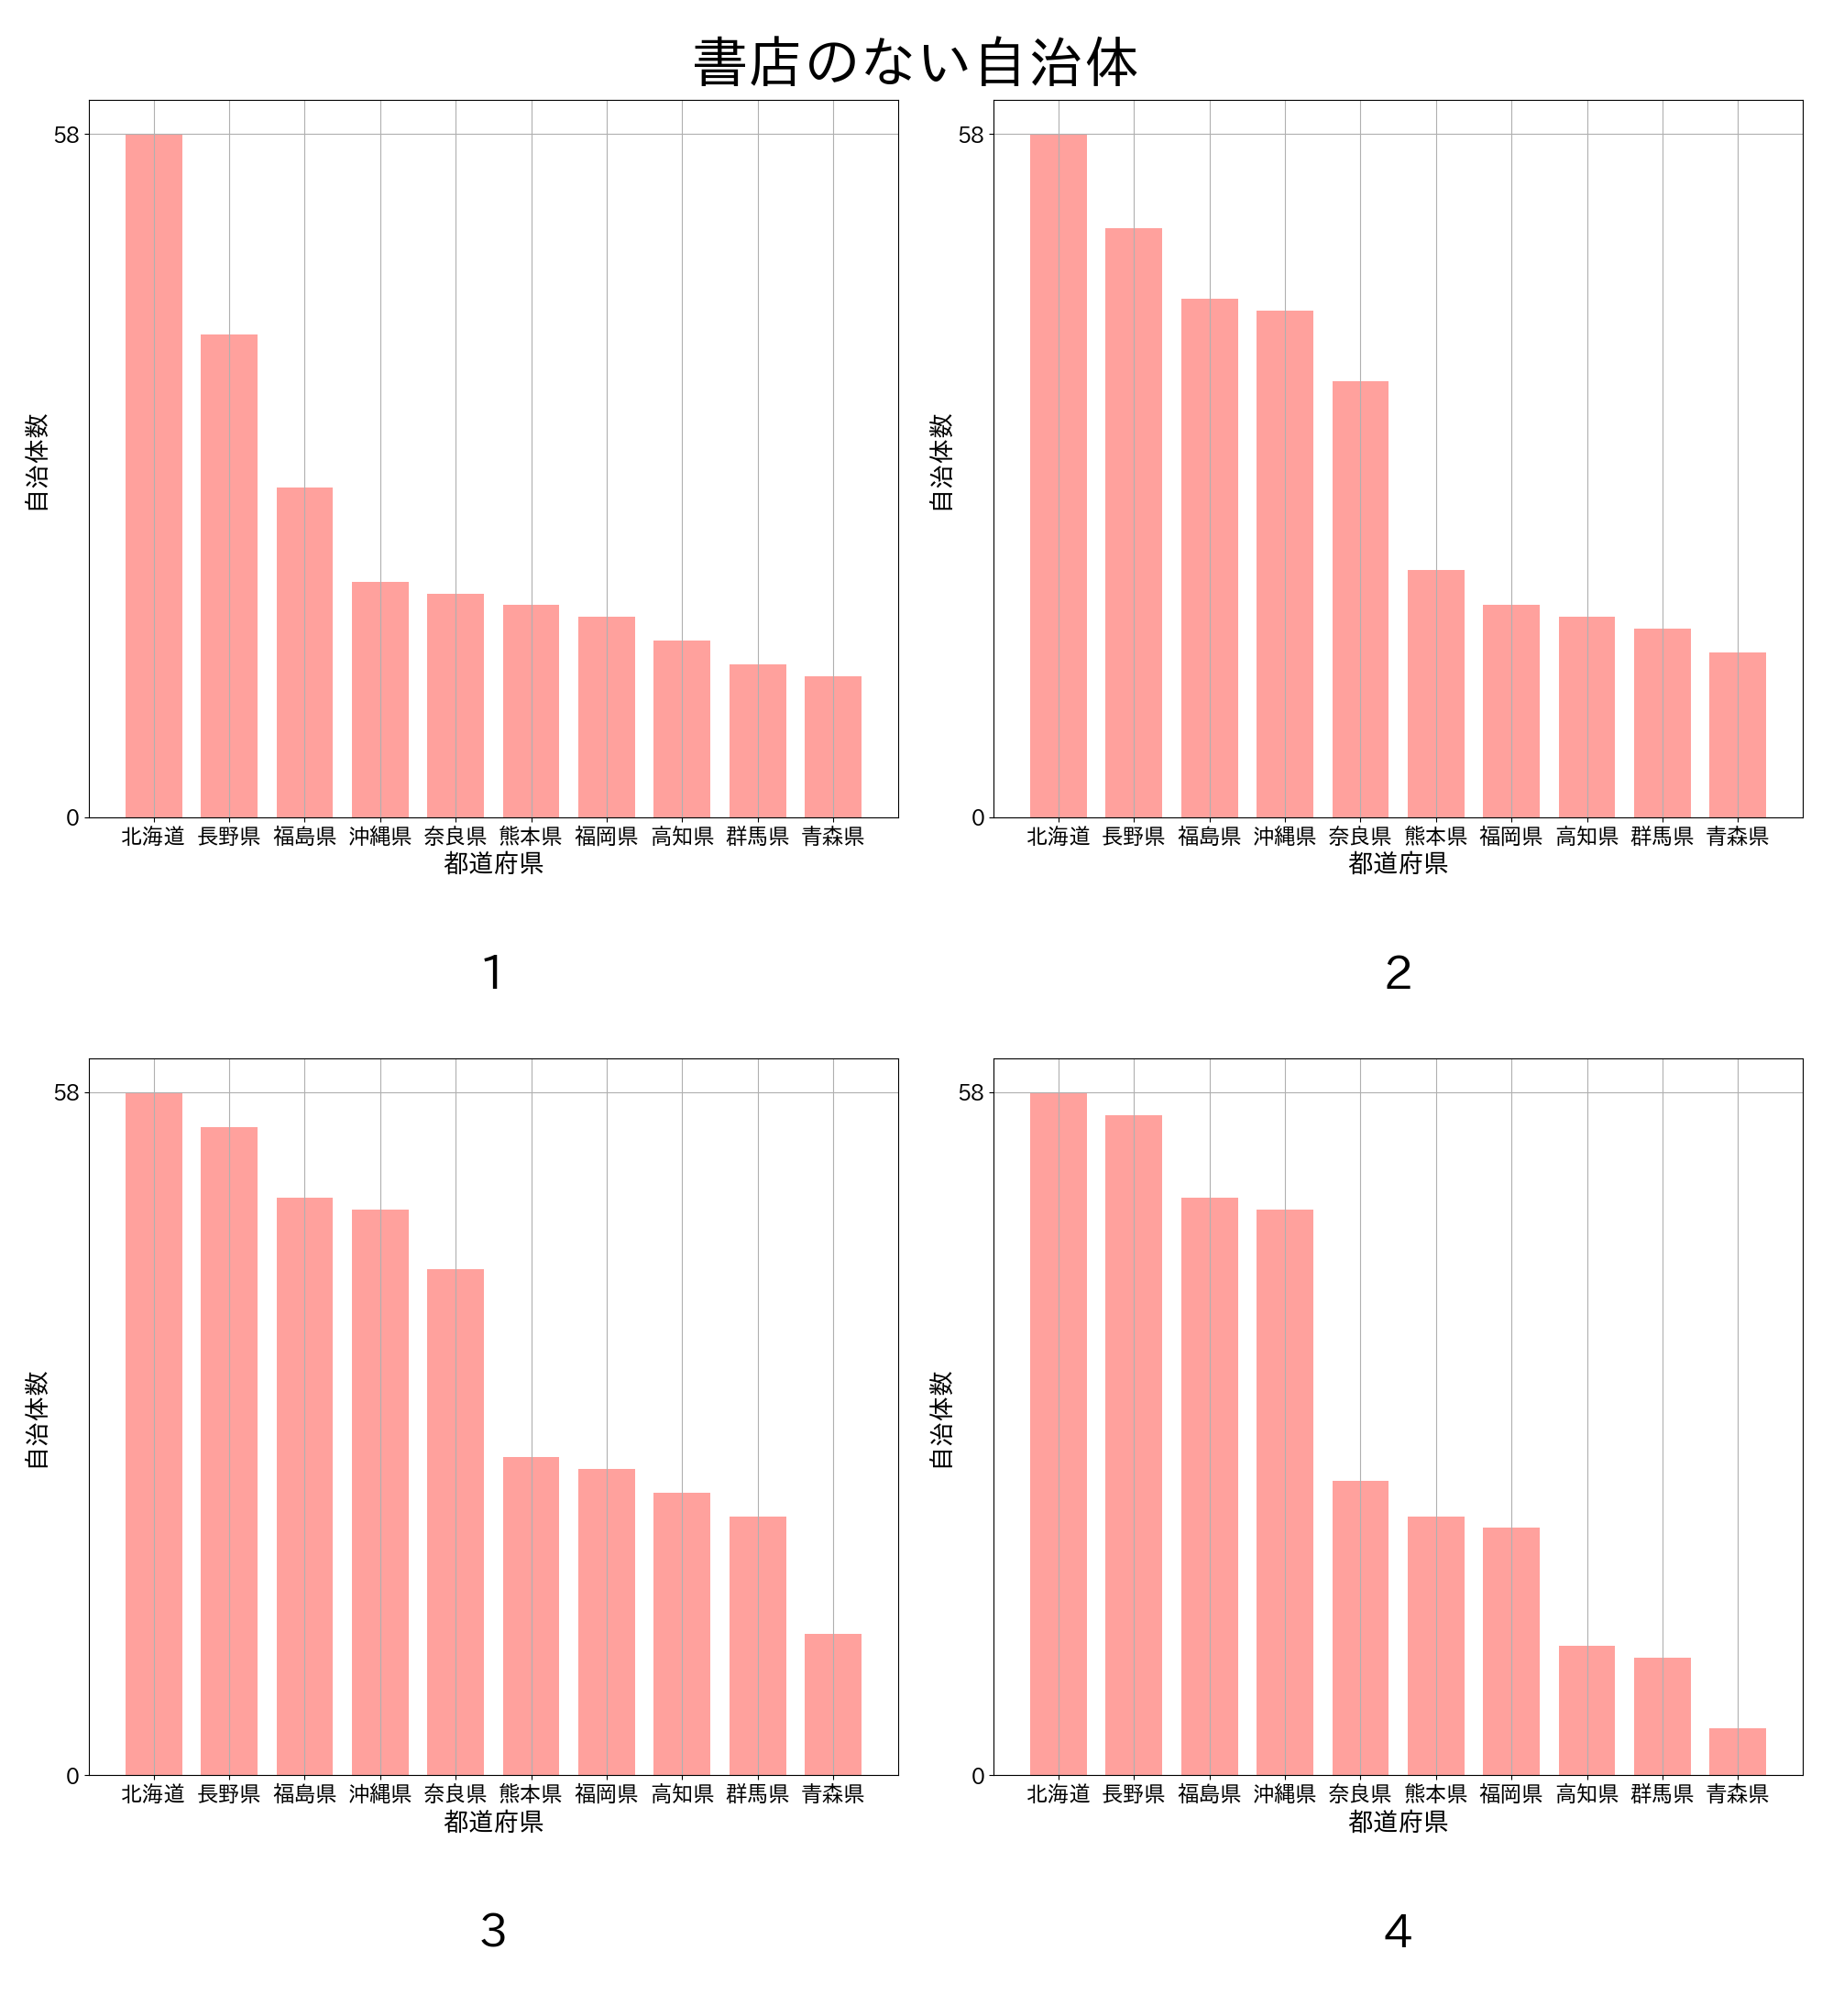 書店のない自治体
58
0
自治体数
北海道 長野県 福島県 沖縄県 奈良県 熊本県 福岡県 高知県 群馬県 青森県
都道府県
1
58
0
自治体数
北海道 長野県 福島県 沖縄県 奈良県 熊本県 福岡県 高知県 群馬県 青森県
都道府県
2
58
0
自治体数
北海道 長野県 福島県 沖縄県 奈良県 熊本県 福岡県 高知県 群馬県 青森県
都道府県
3
58
0
自治体数
北海道 長野県 福島県 沖縄県 奈良県 熊本県 福岡県 高知県 群馬県 青森県
都道府県
4